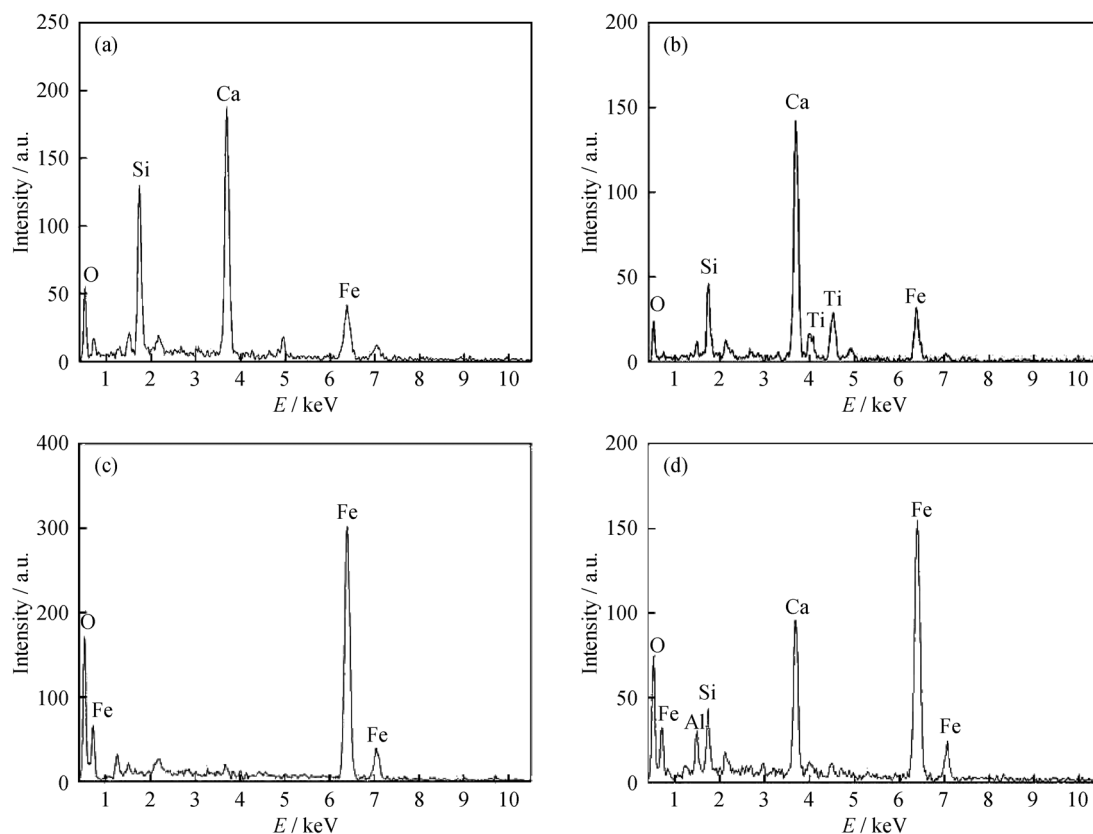 (a)
250
200
150
100
50
0
Intensity / a.u.
O
Si
Ca
Fe
1 2 3 4 5 6 7 8 9 10
E / keV
(b)
200
150
100
50
0
Intensity / a.u.
O
Si
Ca
Ti
Ti
Fe
1 2 3 4 5 6 7 8 9 10
E / keV
(c)
400
300
200
100
0
Intensity / a.u.
O
Fe
Fe
Fe
1 2 3 4 5 6 7 8 9 10
E / keV
(d)
200
150
100
50
0
Intensity / a.u.
O
Fe
Al
Si
Ca
Fe
Fe
1 2 3 4 5 6 7 8 9 10
E / keV